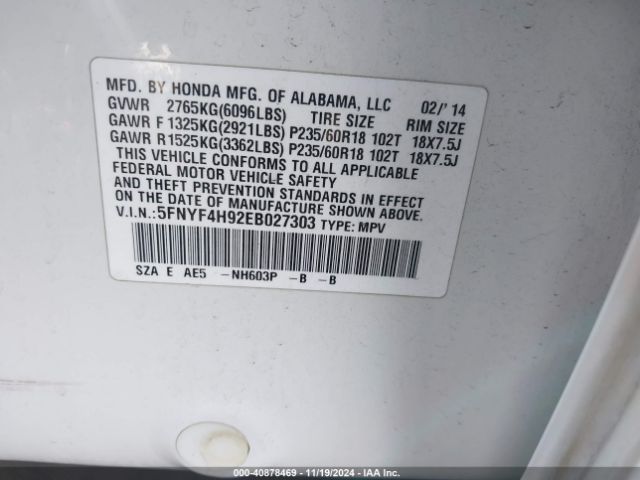 MFD. BY HONDA MFG. OF ALABAMA, LLC 02/'14
GVWR 2765KG(6096LBS) TIRE SIZE RIM SIZE
GAWR F 1325KG(2921LBS) P235/60R18 102T 18X7.5J
GAWR R 1525KG(3362LBS) P235/60R18 102T 18X7.5J
THIS VEHICLE CONFORMS TO ALL APPLICABLE
FEDERAL MOTOR VEHICLE SAFETY
AND THEFT PREVENTION STANDARDS IN EFFECT
ON THE DATE OF MANUFACTURE SHOWN ABOVE.
V.I.N.:5FNYF4H92EB027303 TYPE: MPV
SZA E AE5 -NH603P -B -B
000-40878469 - 11/19/2024 - IAA Inc.